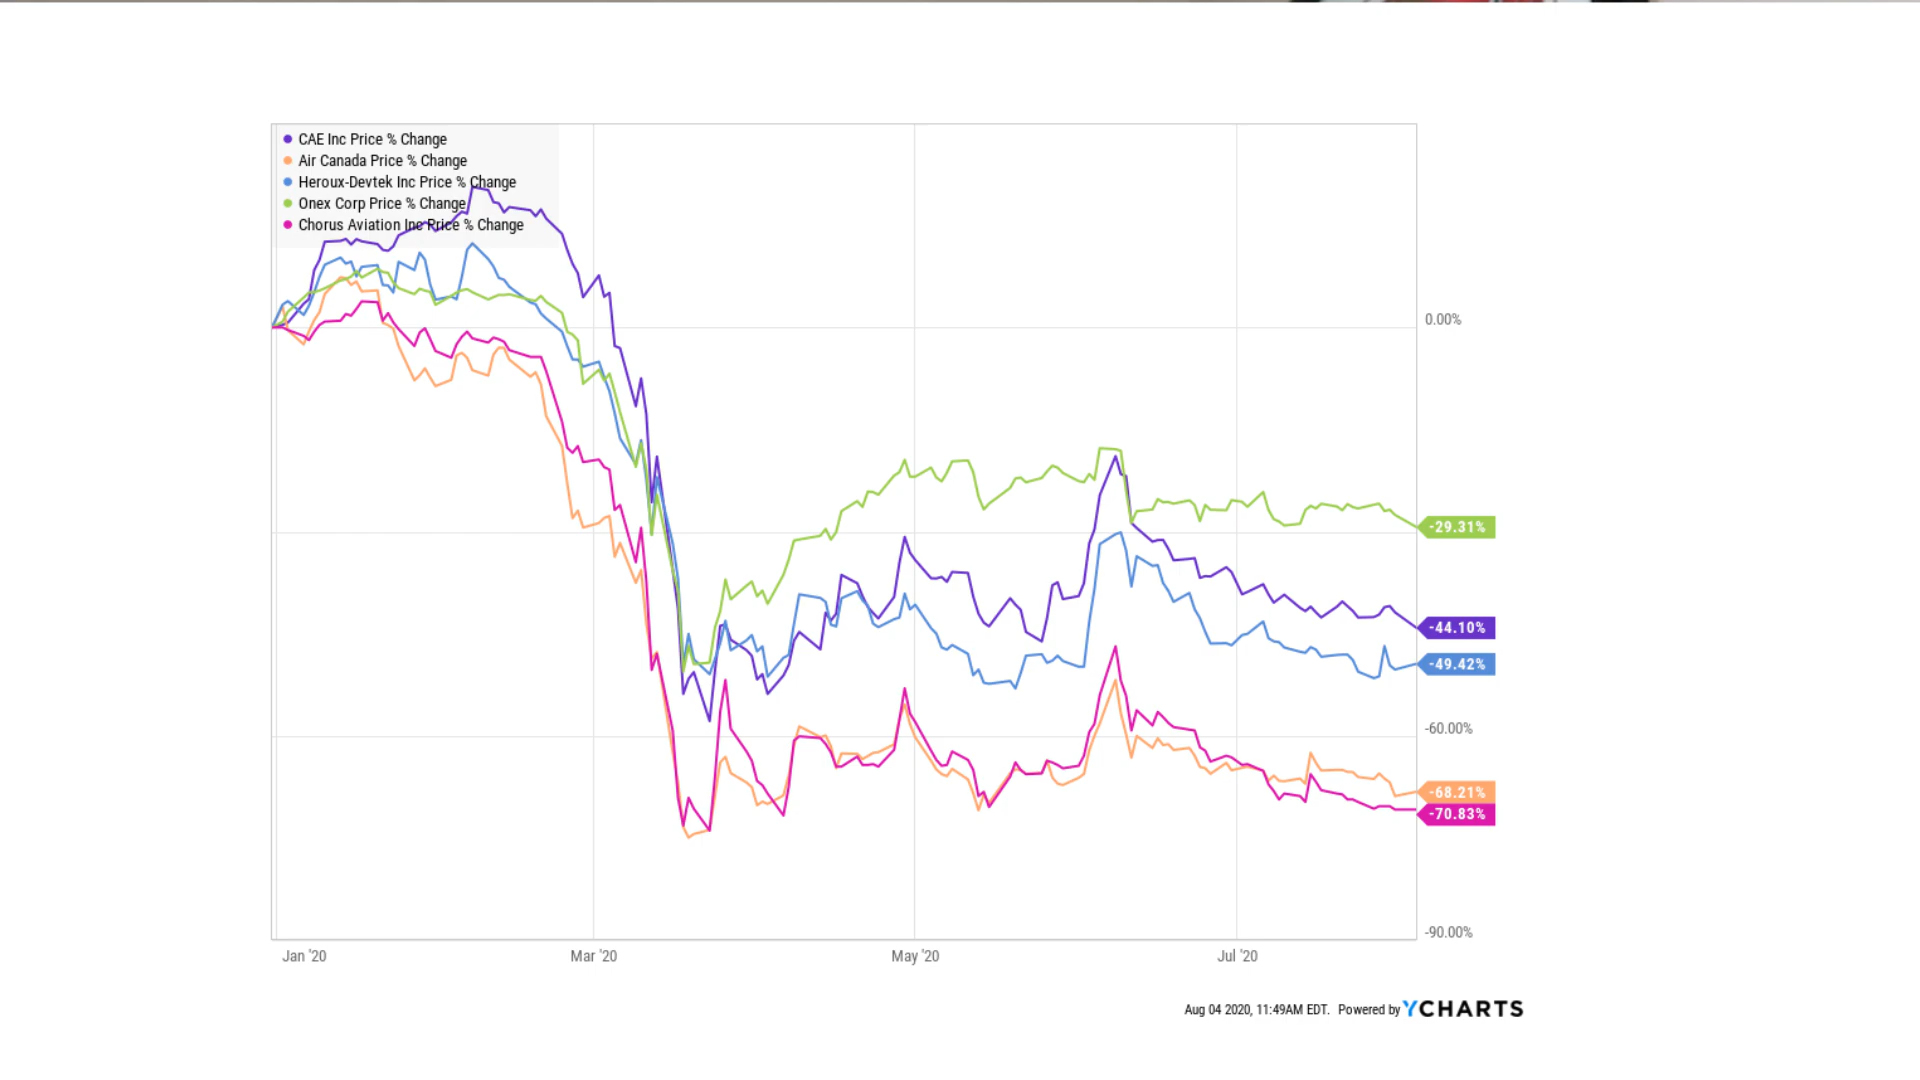 CAE Inc Price % Change
Air Canada Price % Change
Heroux-Devtek Inc Price % Change
Onex Corp Price % Change
Chorus Aviation Inc Price % Change
0.00%
-29.31%
-44.10%
-49.42%
-60.00%
-68.21%
-70.83%
-90.00%
Jan '20
Mar '20
May '20
Jul '20
Aug 04 2020, 11:49AM EDT. Powered by YCHARTS